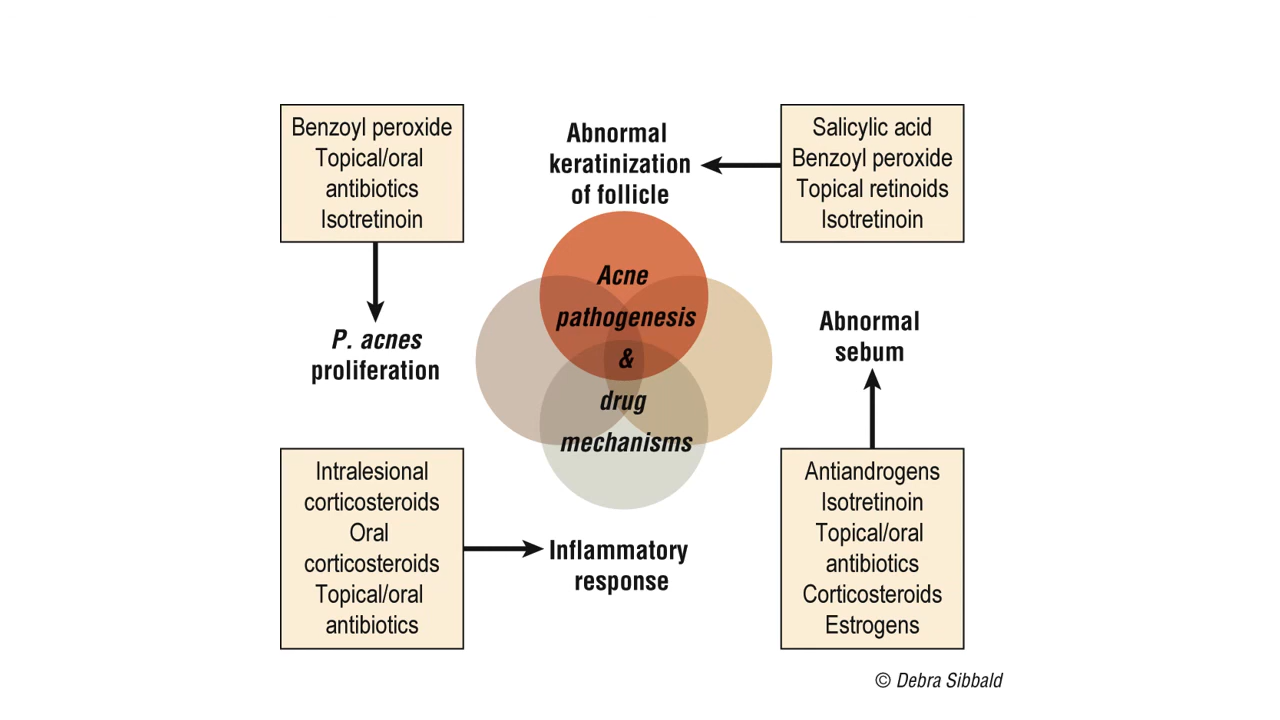 Benzoyl peroxide
Topical/oral
antibiotics
Isotretinoin
Abnormal
keratinization
of follicle
Salicylic acid
Benzoyl peroxide
Topical retinoids
Isotretinoin
P. acnes
proliferation
Acne
pathogenesis
&
drug
mechanisms
Abnormal
sebum
Intralesional
corticosteroids
Oral
corticosteroids
Topical/oral
antibiotics
Inflammatory
response
Antiandrogens
Isotretinoin
Topical/oral
antibiotics
Corticosteroids
Estrogens
© Debra Sibbald